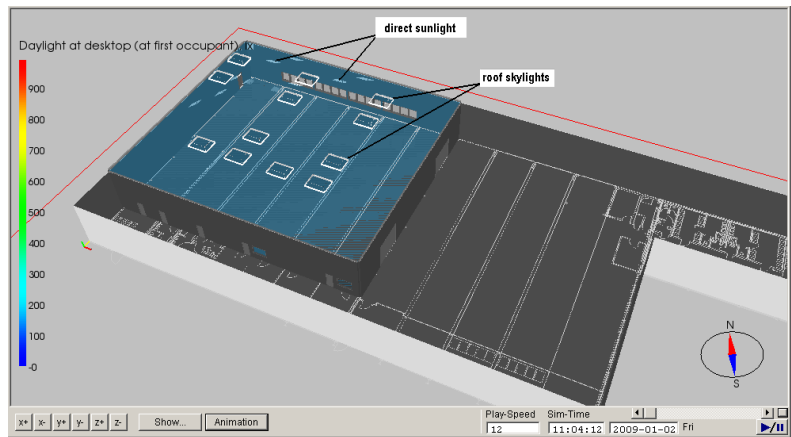 direct sunlight
Daylight at desktop (at first occupant), lx
roof skylights
900
800
700
600
500
400
300
200
100
-0
N
S
x+ x- y+ y- z+ z- Show... Animation
Play-Speed Sim-Time
12 11:04:12 2009-01-02 Fri